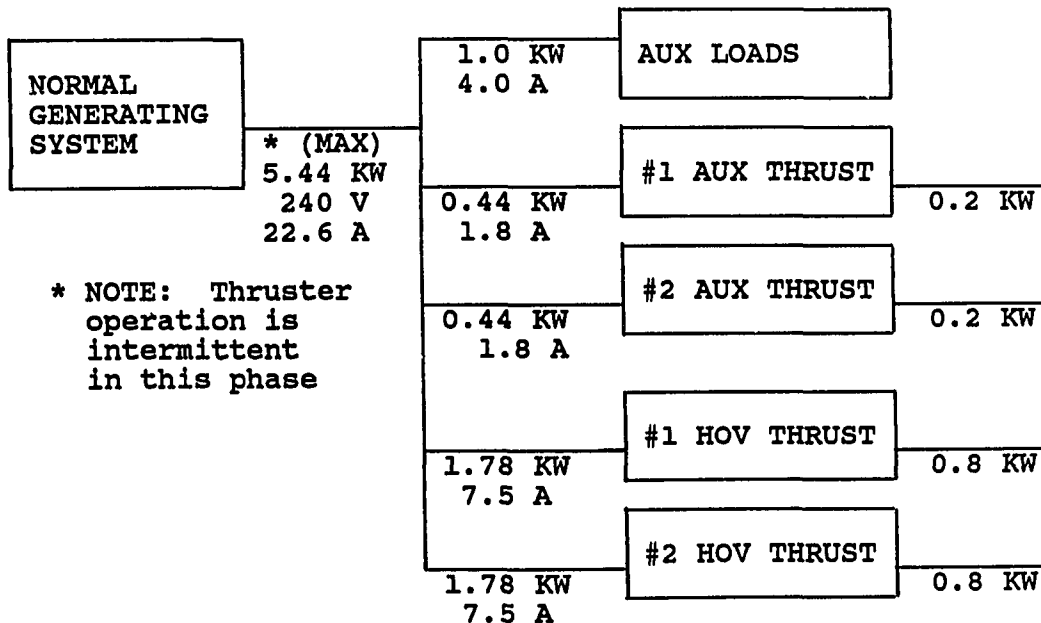 NORMAL
GENERATING
SYSTEM
* (MAX)
5.44 KW
240 V
22.6 A
* NOTE: Thruster
operation is
intermittent
in this phase
1.0 KW
4.0 A
AUX LOADS
0.44 KW
1.8 A
#1 AUX THRUST
0.2 KW
0.44 KW
1.8 A
#2 AUX THRUST
0.2 KW
1.78 KW
7.5 A
#1 HOV THRUST
0.8 KW
1.78 KW
7.5 A
#2 HOV THRUST
0.8 KW